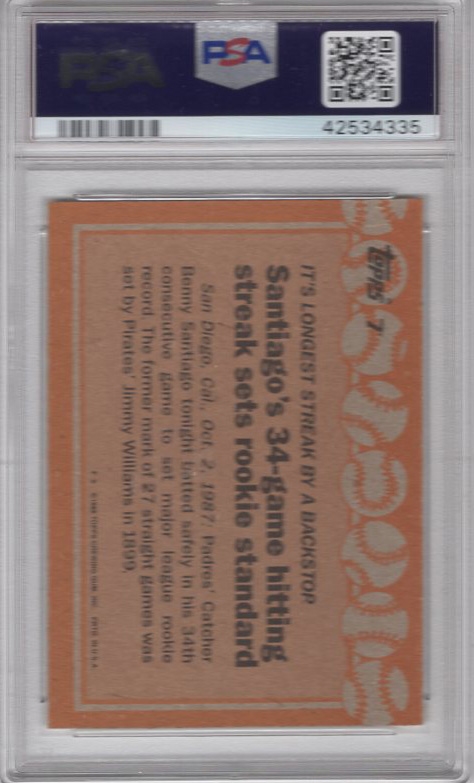 PSA
PSA
42534335
Topps 7
IT'S LONGEST STREAK BY A BACKSTOP
Santiago's 34-game hitting
streak sets rookie standard
San Diego, Cal., Oct. 2, 1987: Padres' Catcher
Benny Santiago tonight batted safely in his 34th
consecutive game to set major league rookie
record. The former mark of 27 straight games was
set by Pirates' Jimmy Williams in 1899.